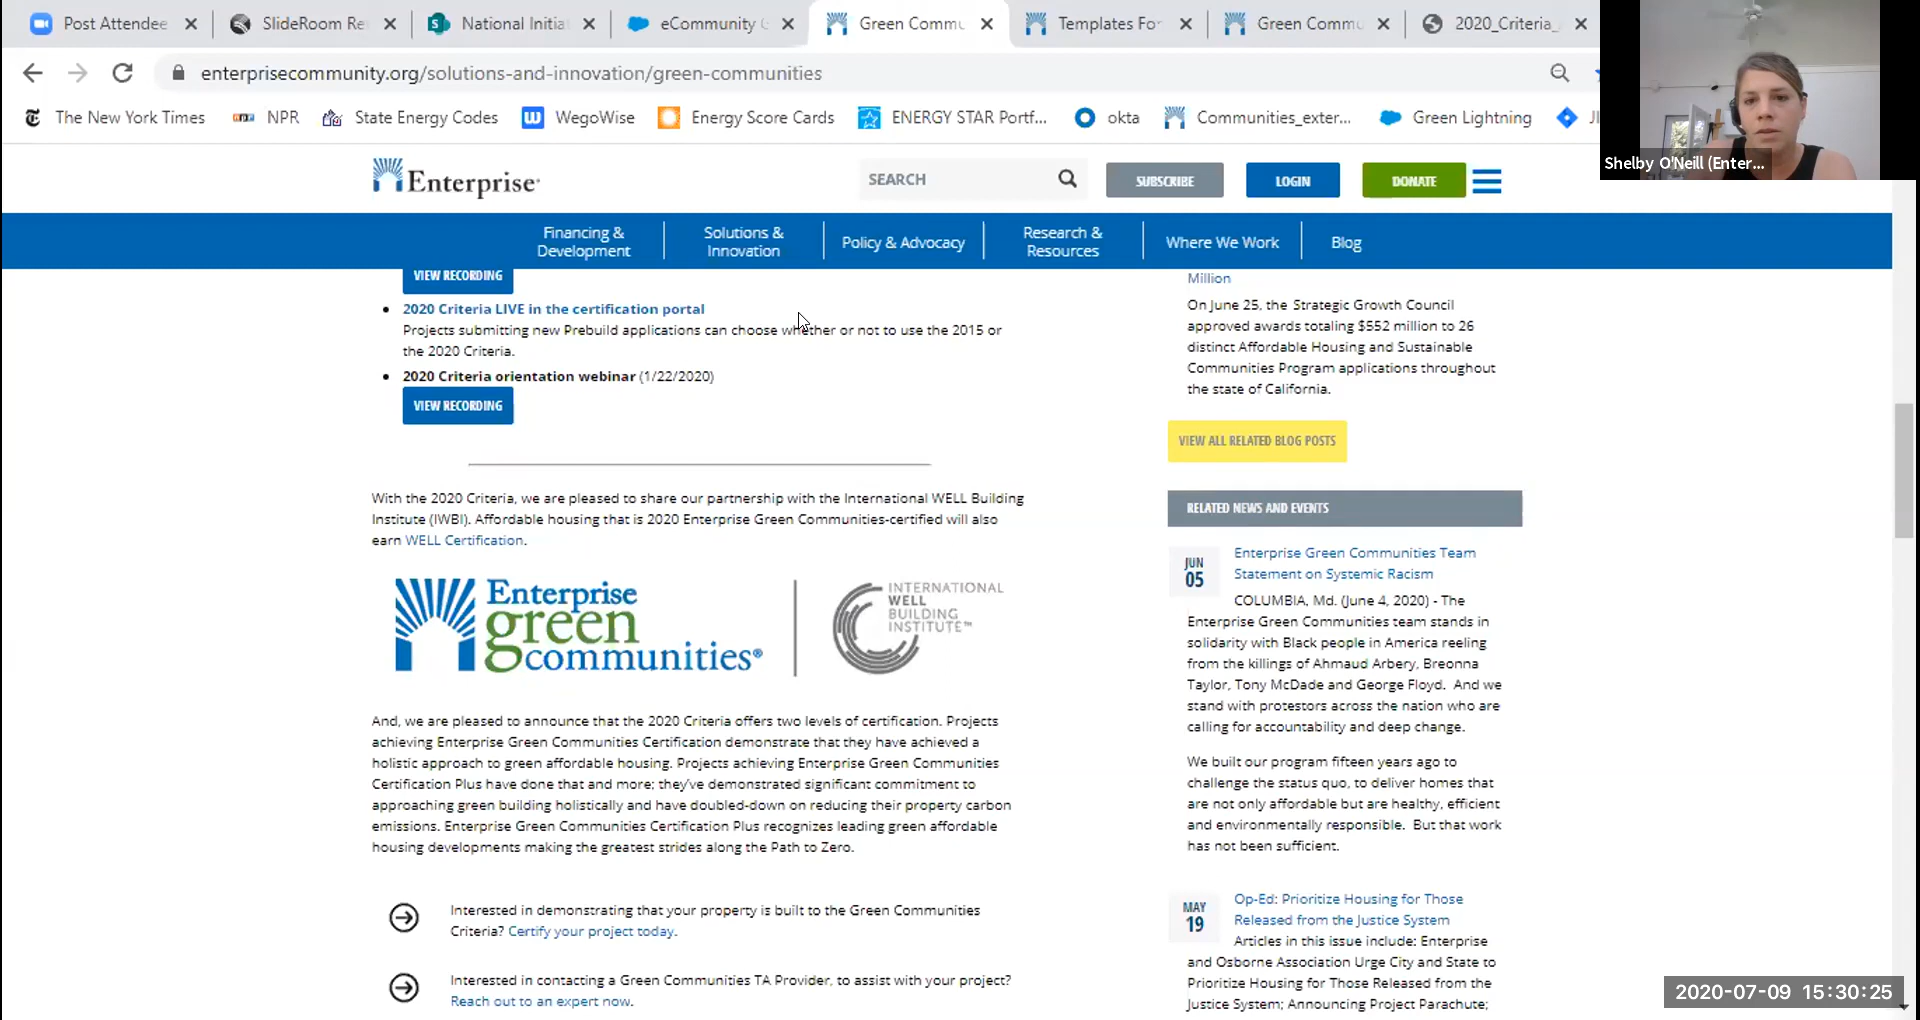 Post Attendee
SlideRoom Re
National Initia
eCommunity G
Green Commu
Templates For
Green Commu
2020_Criteria_
enterprisecommunity.org/solutions-and-innovation/green-communities
The New York Times
NPR
State Energy Codes
WegoWise
Energy Score Cards
ENERGY STAR Portf...
okta
Communities_exter...
Green Lightning
Shelby O'Neill (Enter...
Enterprise
SEARCH
SUBSCRIBE
LOGIN
DONATE
Financing &
Development
Solutions &
Innovation
Policy & Advocacy
Research &
Resources
Where We Work
Blog
VIEW RECORDING
2020 Criteria LIVE in the certification portal
Projects submitting new Prebuild applications can choose whether or not to use the 2015 or
the 2020 Criteria.
2020 Criteria orientation webinar (1/22/2020)
VIEW RECORDING
With the 2020 Criteria, we are pleased to share our partnership with the International WELL Building
Institute (IWBI). Affordable housing that is 2020 Enterprise Green Communities-certified will also
earn WELL Certification.
Enterprise
green
communities®
INTERNATIONAL
WELL
BUILDING
INSTITUTE™
And, we are pleased to announce that the 2020 Criteria offers two levels of certification. Projects
achieving Enterprise Green Communities Certification demonstrate that they have achieved a
holistic approach to green affordable housing. Projects achieving Enterprise Green Communities
Certification Plus have done that and more; they've demonstrated significant commitment to
approaching green building holistically and have doubled-down on reducing their property carbon
emissions. Enterprise Green Communities Certification Plus recognizes leading green affordable
housing developments making the greatest strides along the Path to Zero.
Interested in demonstrating that your property is built to the Green Communities
Criteria? Certify your project today.
Interested in contacting a Green Communities TA Provider, to assist with your project?
Reach out to an expert now.
Million
On June 25, the Strategic Growth Council
approved awards totaling $552 million to 26
distinct Affordable Housing and Sustainable
Communities Program applications throughout
the state of California.
VIEW ALL RELATED BLOG POSTS
RELATED NEWS AND EVENTS
JUN
05
Enterprise Green Communities Team
Statement on Systemic Racism
COLUMBIA, Md. (June 4, 2020) - The
Enterprise Green Communities team stands in
solidarity with Black people in America reeling
from the killings of Ahmaud Arbery, Breonna
Taylor, Tony McDade and George Floyd. And we
stand with protestors across the nation who are
calling for accountability and deep change.
We built our program fifteen years ago to
challenge the status quo, to deliver homes that
are not only affordable but are healthy, efficient
and environmentally responsible. But that work
has not been sufficient.
MAY
19
Op-Ed: Prioritize Housing for Those
Released from the Justice System
Articles in this issue include: Enterprise
and Osborne Association Urge City and State to
Prioritize Housing for Those Released from the
Justice System; Announcing Project Parachute;
2020-07-09 15:30:25